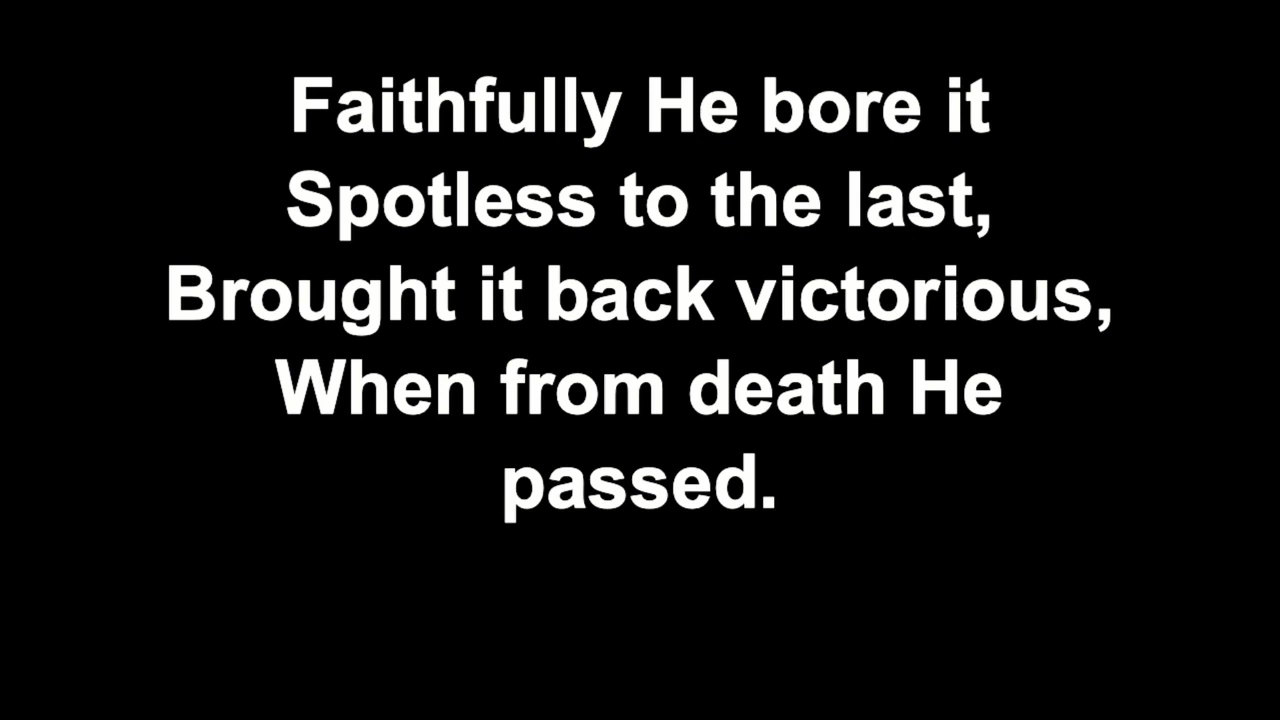 Faithfully He bore it
Spotless to the last,
Brought it back victorious,
When from death He
passed.